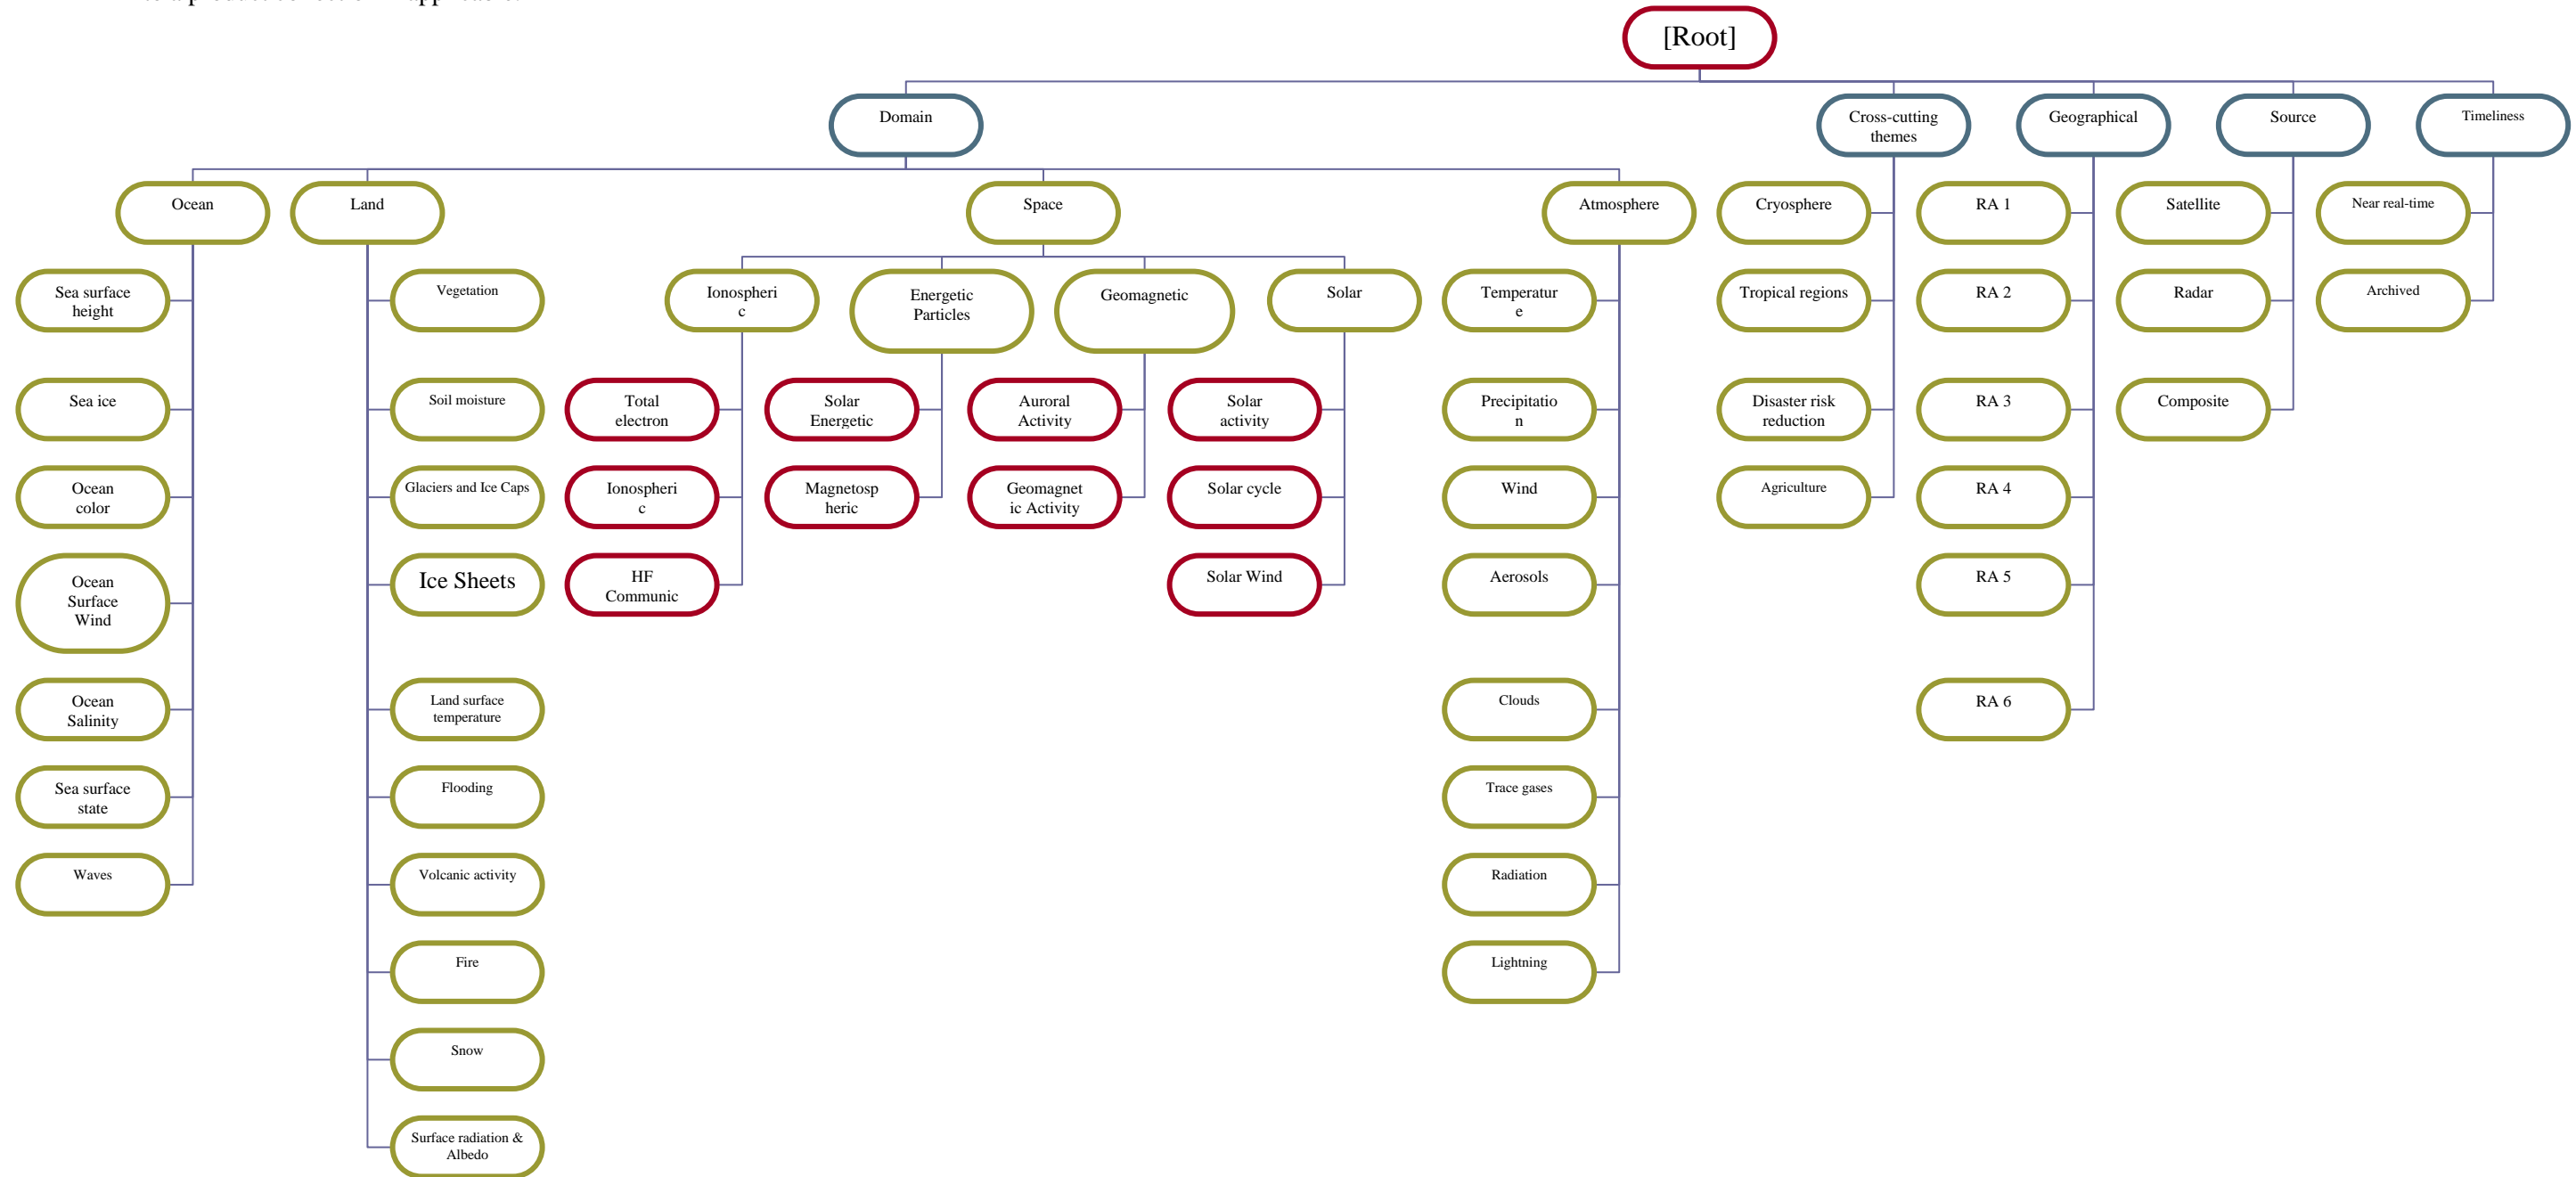 [Root]
Domain
Cross-cutting
themes
Geographical
Source
Timeliness
Ocean
Land
Space
Atmosphere
Cryosphere
RA 1
Satellite
Near real-time
Sea surface
height
Vegetation
Ionospheri
c
Energetic
Particles
Geomagnetic
Solar
Temperatur
e
Tropical regions
RA 2
Radar
Archived
Sea ice
Soil moisture
Total
electron
Solar
Energetic
Auroral
Activity
Solar
activity
Precipitatio
n
Disaster risk
reduction
RA 3
Composite
Ocean
color
Glaciers and Ice Caps
Ionospheri
c
Magnetosp
heric
Geomagnet
ic Activity
Solar cycle
Wind
Agriculture
RA 4
Ocean
Surface
Wind
Ice Sheets
HF
Communic
Solar Wind
Aerosols
RA 5
Ocean
Salinity
Land surface
temperature
Clouds
RA 6
Sea surface
state
Flooding
Trace gases
Waves
Volcanic activity
Radiation
Fire
Lightning
Snow
Surface radiation &
Albedo